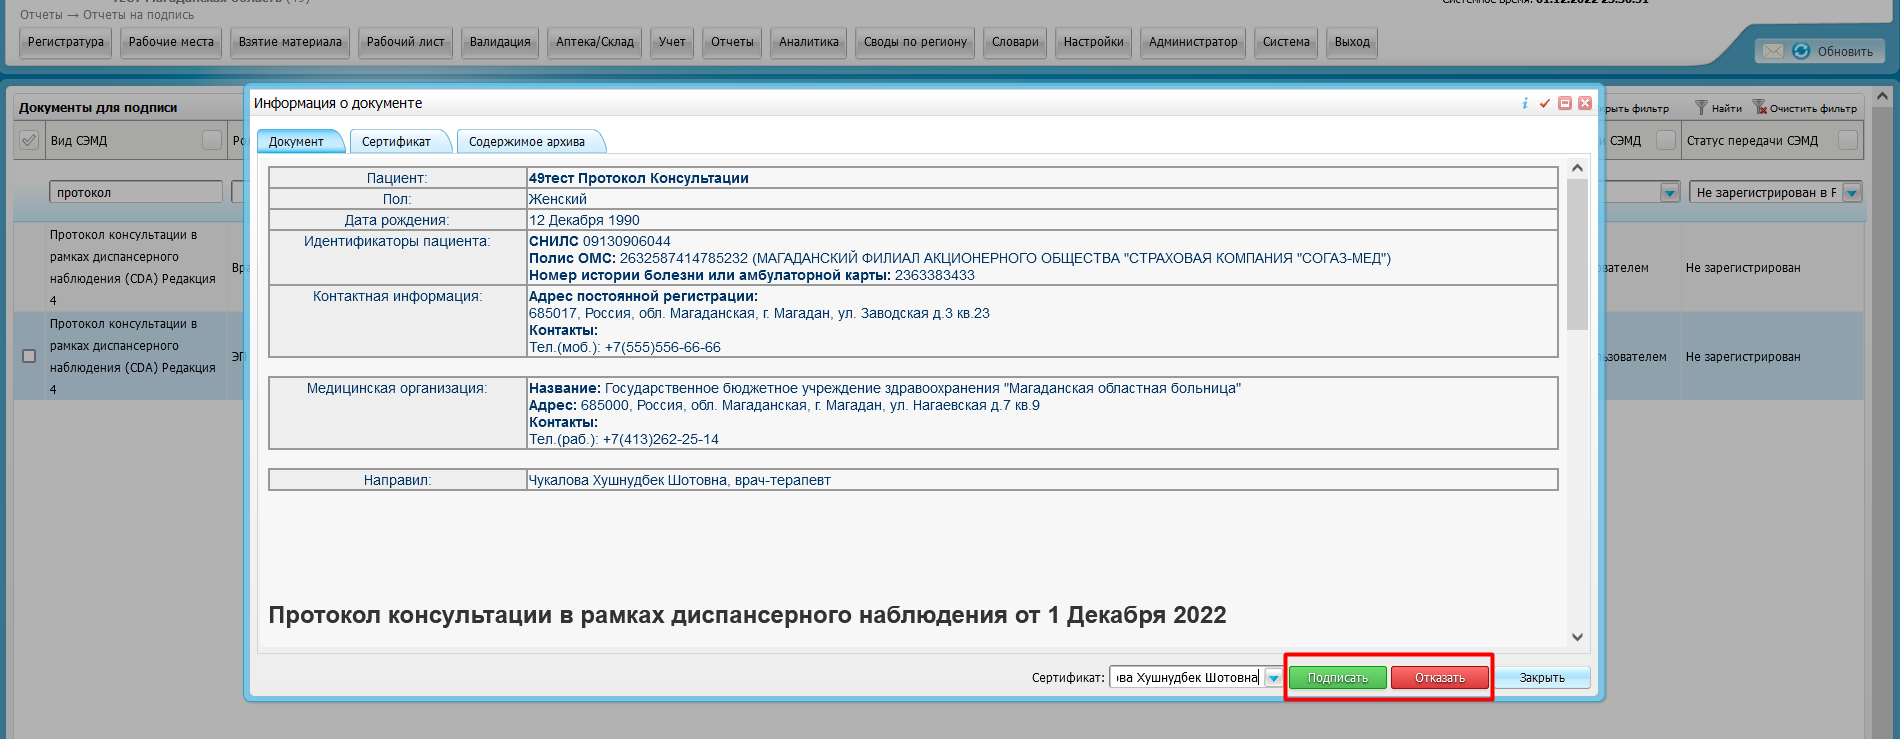 Отчеты → Отчеты на подпись
Регистратура Рабочие места Взятие материала Рабочий лист Валидация Аптека/Склад Учет Отчеты Аналитика Своды по региону Словари Настройки Администратор Система Выход
Обновить
Документы для подписи
Информация о документе
фильтр Найти Очистить фильтр
Вид СЭМД
СЭМД Статус передачи СЭМД
Документ Сертификат Содержимое архива
протокол
Не зарегистрирован в
Пациент: 49тест Протокол Консультации
Пол: Женский
Дата рождения: 12 Декабря 1990
Идентификаторы пациента: СНИЛС 09130906044
Полис ОМС: 2632587414785232 (МАГАДАНСКИЙ ФИЛИАЛ АКЦИОНЕРНОГО ОБЩЕСТВА "СТРАХОВАЯ КОМПАНИЯ "СОГАЗ-МЕД")
Номер истории болезни или амбулаторной карты: 2363383433
Контактная информация: Адрес постоянной регистрации:
685017, Россия, обл. Магаданская, г. Магадан, ул. Заводская д.3 кв.23
Контакты:
Тел.(моб.): +7(555)556-66-66
Медицинская организация: Название: Государственное бюджетное учреждение здравоохранения "Магаданская областная больница"
Адрес: 685000, Россия, обл. Магаданская, г. Магадан, ул. Нагаевская д.7 кв.9
Контакты:
Тел.(раб.): +7(413)262-25-14
Направил: Чукалова Хушнудбек Шотовна, врач-терапевт
Протокол консультации в рамках диспансерного наблюдения от 1 Декабря 2022
Протокол консультации в
рамках диспансерного
наблюдения (CDA) Редакция
4
Не зарегистрирован
Протокол консультации в
рамках диспансерного
наблюдения (CDA) Редакция
4
Не зарегистрирован
Сертификат: ова Хушнудбек Шотовна Подписать Отказать Закрыть